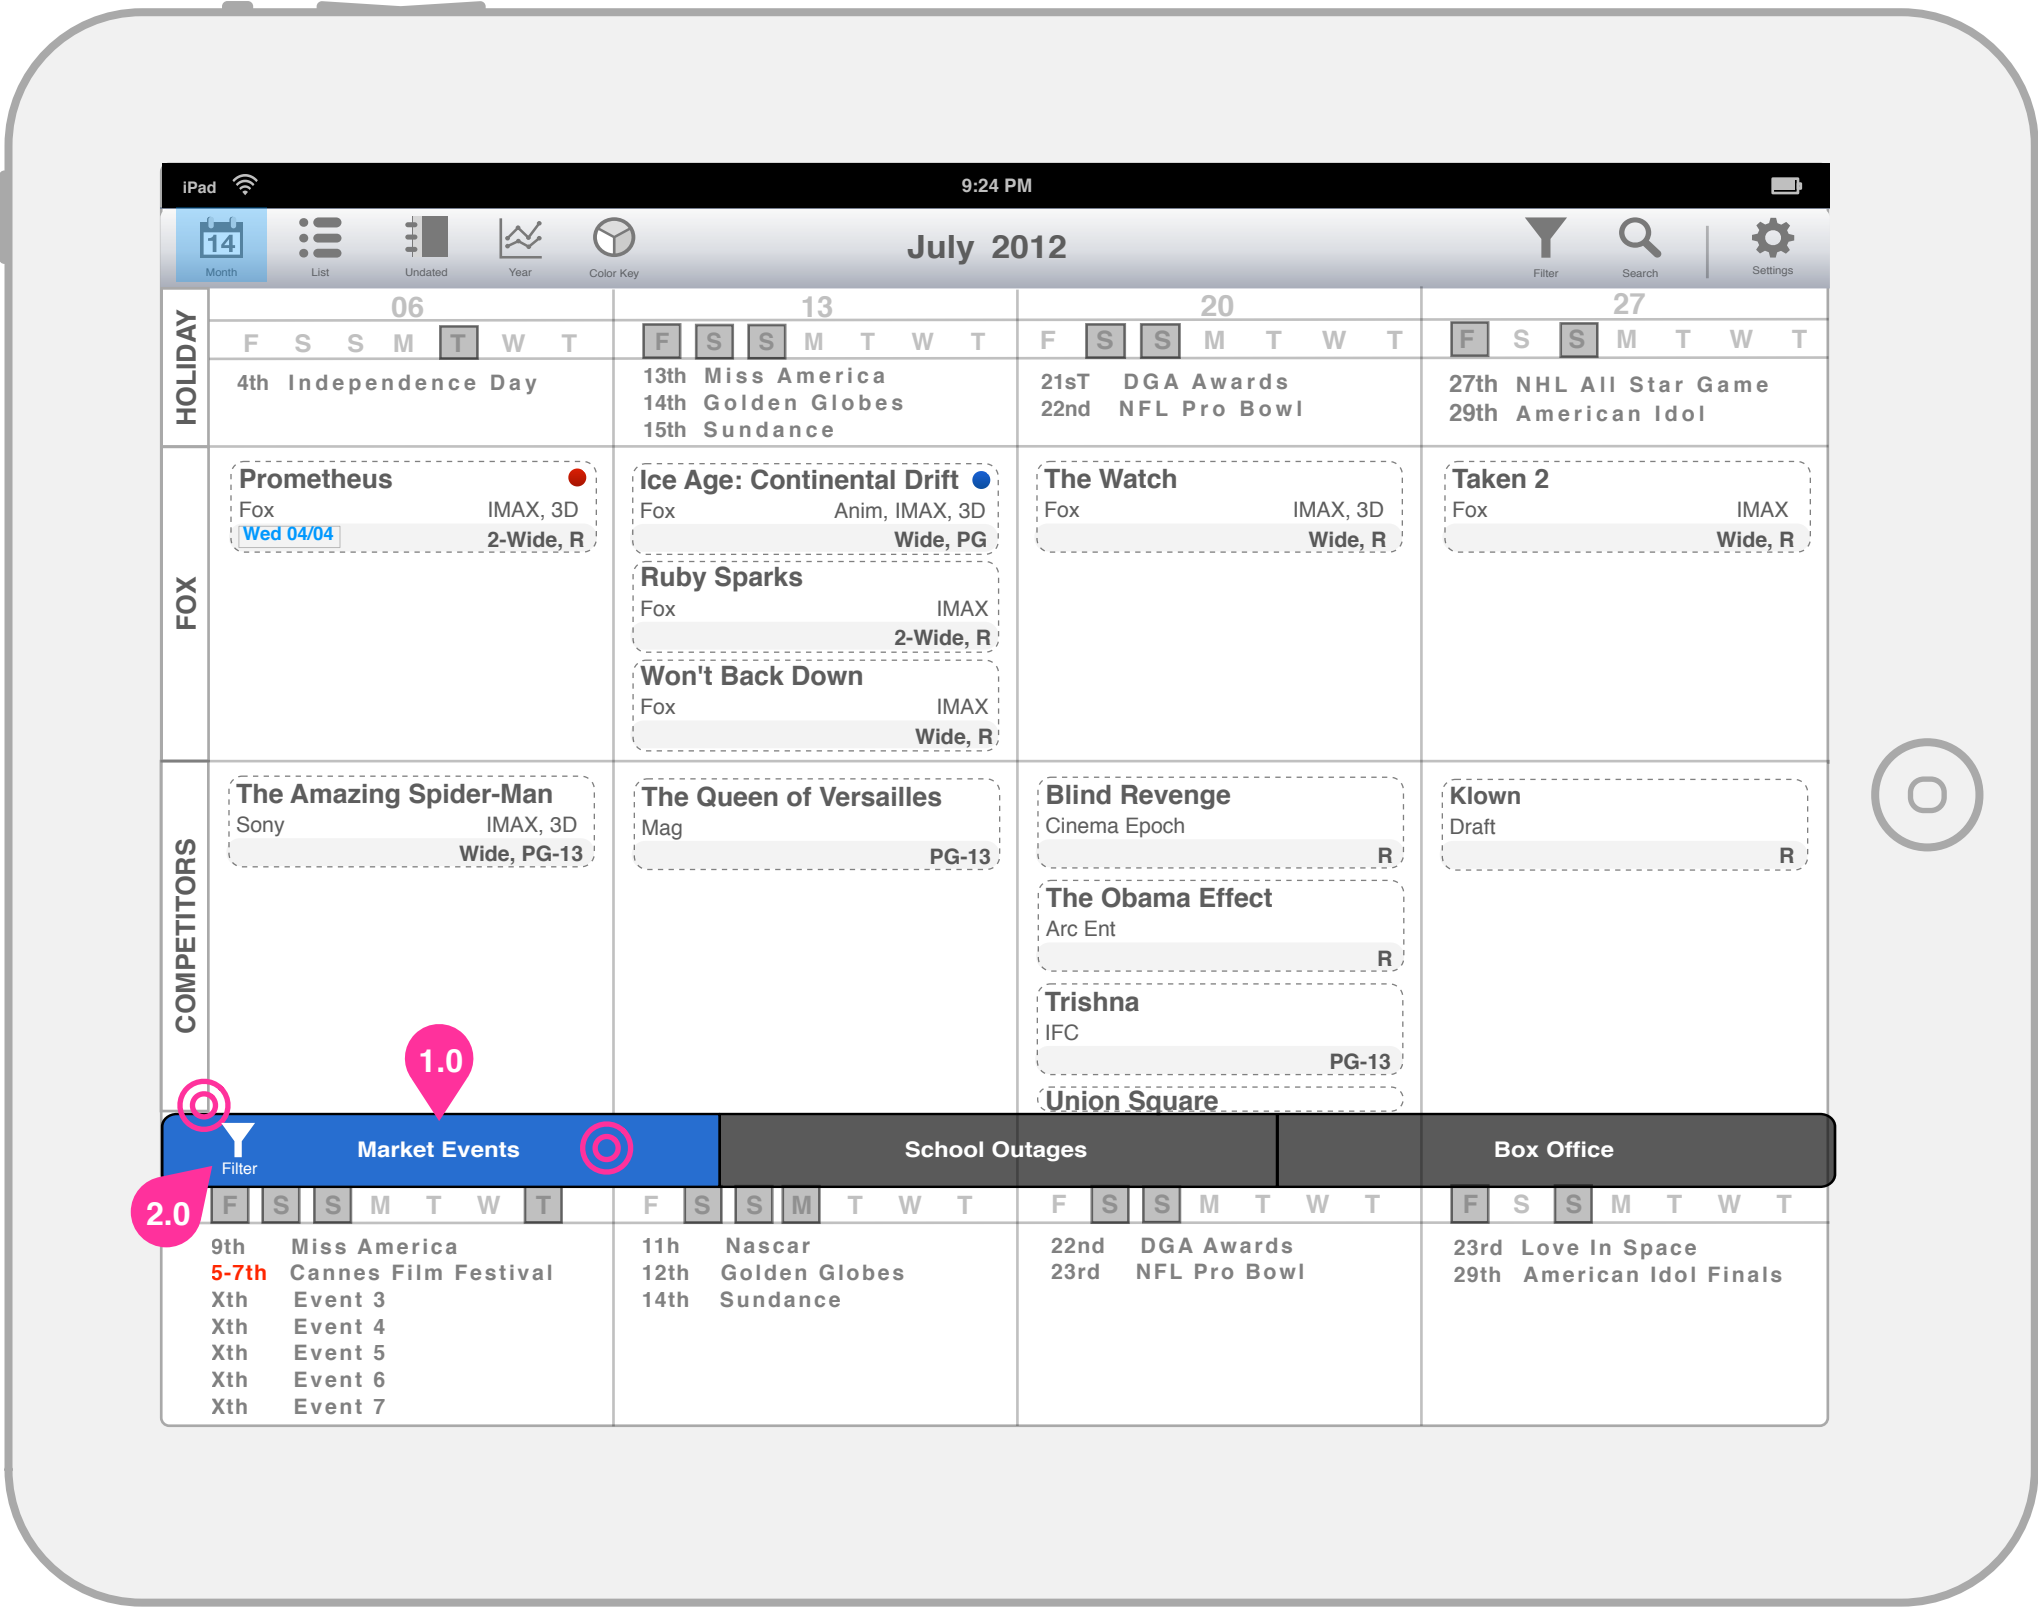 iPad 9:24 PM
14
Month List Undated Year Color Key July 2012 Filter Search Settings
HOLIDAY
06 13 20 27
F S S M T W T F S S M T W T F S S M T W T F S S M T W T
4th Independence Day
13th Miss America
14th Golden Globes
15th Sundance
21sT DGA Awards
22nd NFL Pro Bowl
27th NHL All Star Game
29th American Idol
FOX
Prometheus
Fox IMAX, 3D
Wed 04/04 2-Wide, R
Ice Age: Continental Drift
Fox Anim, IMAX, 3D
Wide, PG
Ruby Sparks
Fox IMAX
2-Wide, R
Won't Back Down
Fox IMAX
Wide, R
The Watch
Fox IMAX, 3D
Wide, R
Taken 2
Fox IMAX
Wide, R
COMPETITORS
The Amazing Spider-Man
Sony IMAX, 3D
Wide, PG-13
The Queen of Versailles
Mag
PG-13
Blind Revenge
Cinema Epoch
R
The Obama Effect
Arc Ent
R
Trishna
IFC
PG-13
Union Square
Klown
Draft
R
1.0
Filter Market Events School Outages Box Office
2.0
F S S M T W T F S S M T W T F S S M T W T F S S M T W T
9th Miss America
5-7th Cannes Film Festival
Xth Event 3
Xth Event 4
Xth Event 5
Xth Event 6
Xth Event 7
11h Nascar
12th Golden Globes
14th Sundance
22nd DGA Awards
23rd NFL Pro Bowl
23rd Love In Space
29th American Idol Finals